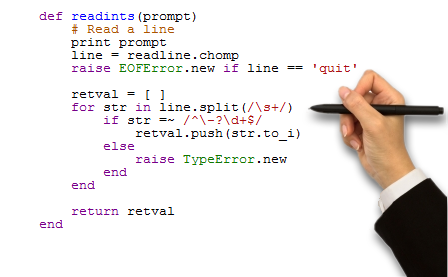 def readints(prompt)
    # Read a line
    print prompt
    line = readline.chomp
    raise EOFError.new if line == 'quit'

    retval = [ ]
    for str in line.split(/\s+/)
        if str =~ /^\-?\d+$/
            retval.push(str.to_i)
        else
            raise TypeError.new
        end
    end

    return retval
end